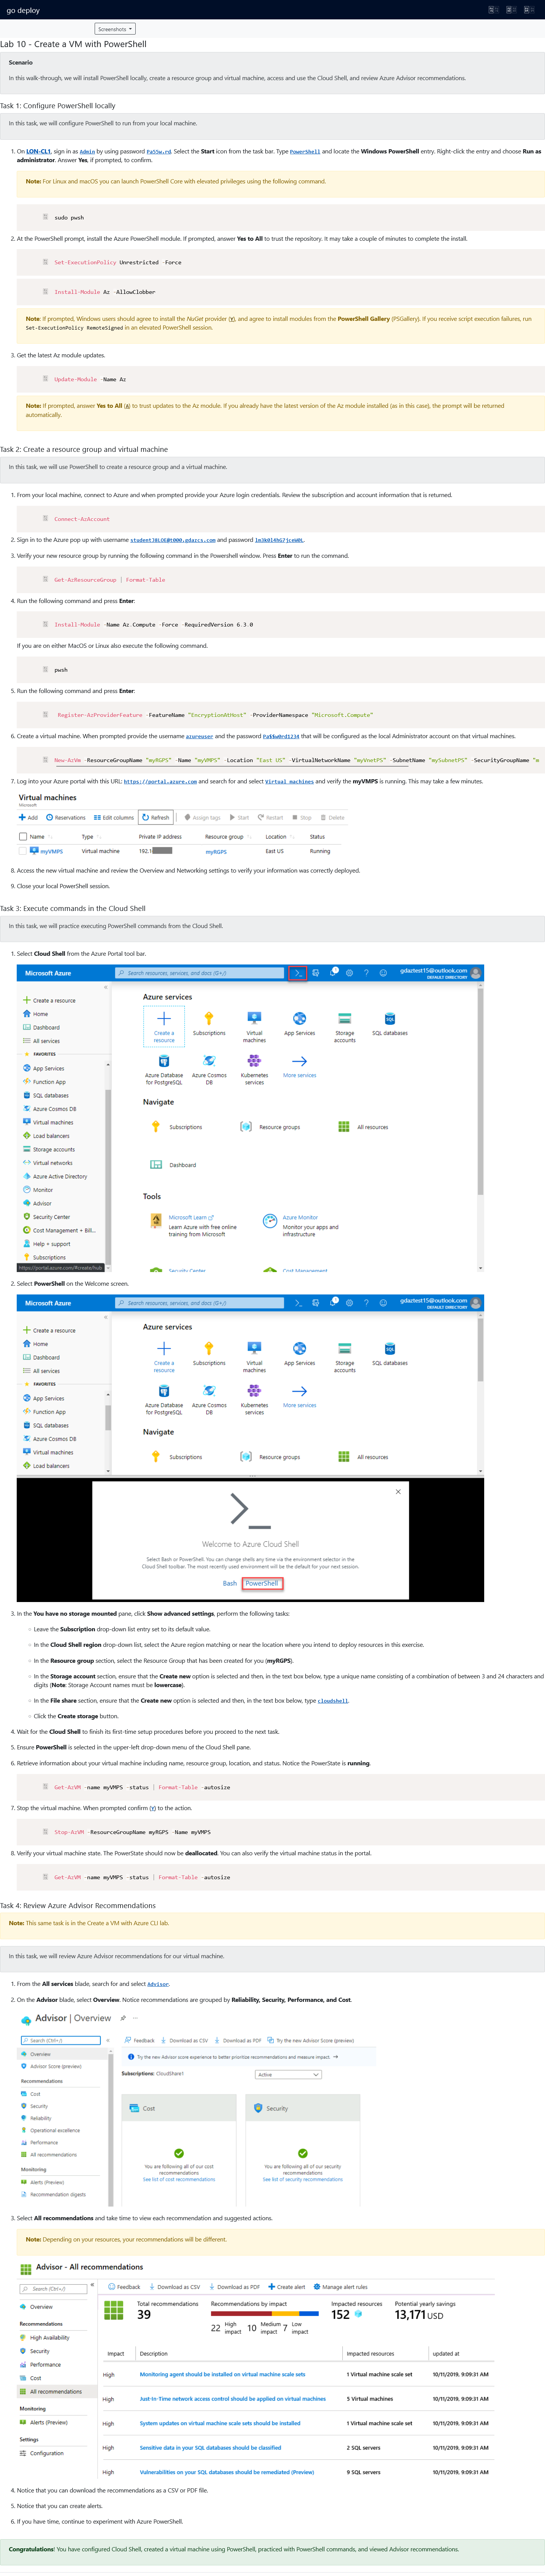 go deploy
Screenshots
Lab 10 - Create a VM with PowerShell
Scenario
In this walk-through, we will install PowerShell locally, create a resource group and virtual machine, access and use the Cloud Shell, and review Azure Advisor recommendations.
Task 1: Configure PowerShell locally
In this task, we will configure PowerShell to run from your local machine.
1. On LON-CL1, sign in as Admin by using password Pa55w.rd. Select the Start icon from the task bar. Type PowerShell and locate the Windows PowerShell entry. Right-click the entry and choose Run as
administrator. Answer Yes, if prompted, to confirm.
Note: For Linux and macOS you can launch PowerShell Core with elevated privileges using the following command.
sudo pwsh
2. At the PowerShell prompt, install the Azure PowerShell module. If prompted, answer Yes to All to trust the repository. It may take a couple of minutes to complete the install.
Set-ExecutionPolicy Unrestricted -Force
Install-Module Az -AllowClobber
Note: If prompted, Windows users should agree to install the NuGet provider (Y), and agree to install modules from the PowerShell Gallery (PSGallery). If you receive script execution failures, run
Set-ExecutionPolicy RemoteSigned in an elevated PowerShell session.
3. Get the latest Az module updates.
Update-Module -Name Az
Note: If prompted, answer Yes to All (A) to trust updates to the Az module. If you already have the latest version of the Az module installed (as in this case), the prompt will be returned
automatically.
Task 2: Create a resource group and virtual machine
In this task, we will use PowerShell to create a resource group and a virtual machine.
1. From your local machine, connect to Azure and when prompted provide your Azure login credentials. Review the subscription and account information that is returned.
Connect-AzAccount
2. Sign in to the Azure pop up with username and password
3. Verify your new resource group by running the following command in the Powershell window. Press Enter to run the command.
Get-AzResourceGroup | Format-Table
4. Run the following command and press Enter:
Install-Module -Name Az.Compute -Force -RequiredVersion 6.3.0
If you are on either MacOS or Linux also execute the following command.
pwsh
5. Run the following command and press Enter:
Register-AzProviderFeature -FeatureName "EncryptionAtHost" -ProviderNamespace "Microsoft.Compute"
6. Create a virtual machine. When prompted provide the username azureuser and the password Pa$$w0rd1234 that will be configured as the local Administrator account on that virtual machines.
New-AzVm -ResourceGroupName "myRGPS" -Name "myVMPS" -Location "East US" -VirtualNetworkName "myVnetPS" -SubnetName "mySubnetPS" -SecurityGroupName "m
7. Log into your Azure portal with this URL: https://portal.azure.com and search for and select Virtual machines and verify the myVMPS is running. This may take a few minutes.
Virtual machines
Microsoft
Add Reservations Edit columns Refresh Assign tags Start Restart Stop Delete
Name Type Private IP address Resource group Location Status
myVMPS Virtual machine 192.1 myRGPS East US Running
8. Access the new virtual machine and review the Overview and Networking settings to verify your information was correctly deployed.
9. Close your local PowerShell session.
Task 3: Execute commands in the Cloud Shell
In this task, we will practice executing PowerShell commands from the Cloud Shell.
1. Select Cloud Shell from the Azure Portal tool bar.
Microsoft Azure Search resources, services, and docs (G+/) 1 gdaztest15@outlook.com
DEFAULT DIRECTORY
Create a resource
Home
Dashboard
All services
FAVORITES
App Services
Function App
SQL databases
Azure Cosmos DB
Virtual machines
Load balancers
Storage accounts
Virtual networks
Azure Active Directory
Monitor
Advisor
Security Center
Cost Management + Bill...
Help + support
Subscriptions
https://portal.azure.com/#create/hub
Azure services
Create a resource Subscriptions Virtual machines App Services Storage accounts SQL databases
Azure Database for PostgreSQL Azure Cosmos DB Kubernetes services More services
Navigate
Subscriptions Resource groups All resources
Dashboard
Tools
Microsoft Learn Azure Monitor
Learn Azure with free online training from Microsoft Monitor your apps and infrastructure
Security Center Cost Management
2. Select PowerShell on the Welcome screen.
Microsoft Azure Search resources, services, and docs (G+/) 1 gdaztest15@outlook.com
DEFAULT DIRECTORY
Create a resource
Home
Dashboard
All services
FAVORITES
App Services
Function App
SQL databases
Azure Cosmos DB
Virtual machines
Load balancers
Azure services
Create a resource Subscriptions Virtual machines App Services Storage accounts SQL databases
Azure Database for PostgreSQL Azure Cosmos DB Kubernetes services More services
Navigate
Subscriptions Resource groups All resources
Welcome to Azure Cloud Shell
Select Bash or PowerShell. You can change shells any time via the environment selector in the
Cloud Shell toolbar. The most recently used environment will be the default for your next session.
Bash PowerShell
3. In the You have no storage mounted pane, click Show advanced settings, perform the following tasks:
Leave the Subscription drop-down list entry set to its default value.
In the Cloud Shell region drop-down list, select the Azure region matching or near the location where you intend to deploy resources in this exercise.
In the Resource group section, select the Resource Group that has been created for you (myRGPS).
In the Storage account section, ensure that the Create new option is selected and then, in the text box below, type a unique name consisting of a combination of between 3 and 24 characters and
digits (Note: Storage Account names must be lowercase).
In the File share section, ensure that the Create new option is selected and then, in the text box below, type cloudshell.
Click the Create storage button.
4. Wait for the Cloud Shell to finish its first-time setup procedures before you proceed to the next task.
5. Ensure PowerShell is selected in the upper-left drop-down menu of the Cloud Shell pane.
6. Retrieve information about your virtual machine including name, resource group, location, and status. Notice the PowerState is running.
Get-AzVM -name myVMPS -status | Format-Table -autosize
7. Stop the virtual machine. When prompted confirm (Y) to the action.
Stop-AzVM -ResourceGroupName myRGPS -Name myVMPS
8. Verify your virtual machine state. The PowerState should now be deallocated. You can also verify the virtual machine status in the portal.
Get-AzVM -name myVMPS -status | Format-Table -autosize
Task 4: Review Azure Advisor Recommendations
Note: This same task is in the Create a VM with Azure CLI lab.
In this task, we will review Azure Advisor recommendations for our virtual machine.
1. From the All services blade, search for and select Advisor.
2. On the Advisor blade, select Overview. Notice recommendations are grouped by Reliability, Security, Performance, and Cost.
Advisor | Overview
Search (Ctrl+/)
Overview
Advisor Score (preview)
Recommendations
Cost
Security
Reliability
Operational excellence
Performance
All recommendations
Monitoring
Alerts (Preview)
Recommendation digests
Feedback Download as CSV Download as PDF Try the new Advisor Score (preview)
Try the new Advisor score experience to better prioritize recommendations and measure impact. →
Subscriptions: CloudShare1 Active
Cost Security
You are following all of our cost recommendations
See list of cost recommendations
You are following all of our security recommendations
See list of security recommendations
3. Select All recommendations and take time to view each recommendation and suggested actions.
Note: Depending on your resources, your recommendations will be different.
Advisor - All recommendations
Search (Ctrl+/)
Overview
Recommendations
High Availability
Security
Performance
Cost
All recommendations
Monitoring
Alerts (Preview)
Settings
Configuration
Feedback Download as CSV Download as PDF Create alert Manage alert rules
Total recommendations Recommendations by impact Impacted resources Potential yearly savings
39 152 13,171 USD
22 High impact 10 Medium impact 7 Low impact
Impact Description Impacted resources updated at
High Monitoring agent should be installed on virtual machine scale sets 1 Virtual machine scale set 10/11/2019, 9:09:31 AM
High Just-In-Time network access control should be applied on virtual machines 5 Virtual machines 10/11/2019, 9:09:31 AM
High System updates on virtual machine scale sets should be installed 1 Virtual machine scale set 10/11/2019, 9:09:31 AM
High Sensitive data in your SQL databases should be classified 2 SQL servers 10/11/2019, 9:09:31 AM
High Vulnerabilities on your SQL databases should be remediated (Preview) 9 SQL servers 10/11/2019, 9:09:31 AM
4. Notice that you can download the recommendations as a CSV or PDF file.
5. Notice that you can create alerts.
6. If you have time, continue to experiment with Azure PowerShell.
Congratulations! You have configured Cloud Shell, created a virtual machine using PowerShell, practiced with PowerShell commands, and viewed Advisor recommendations.